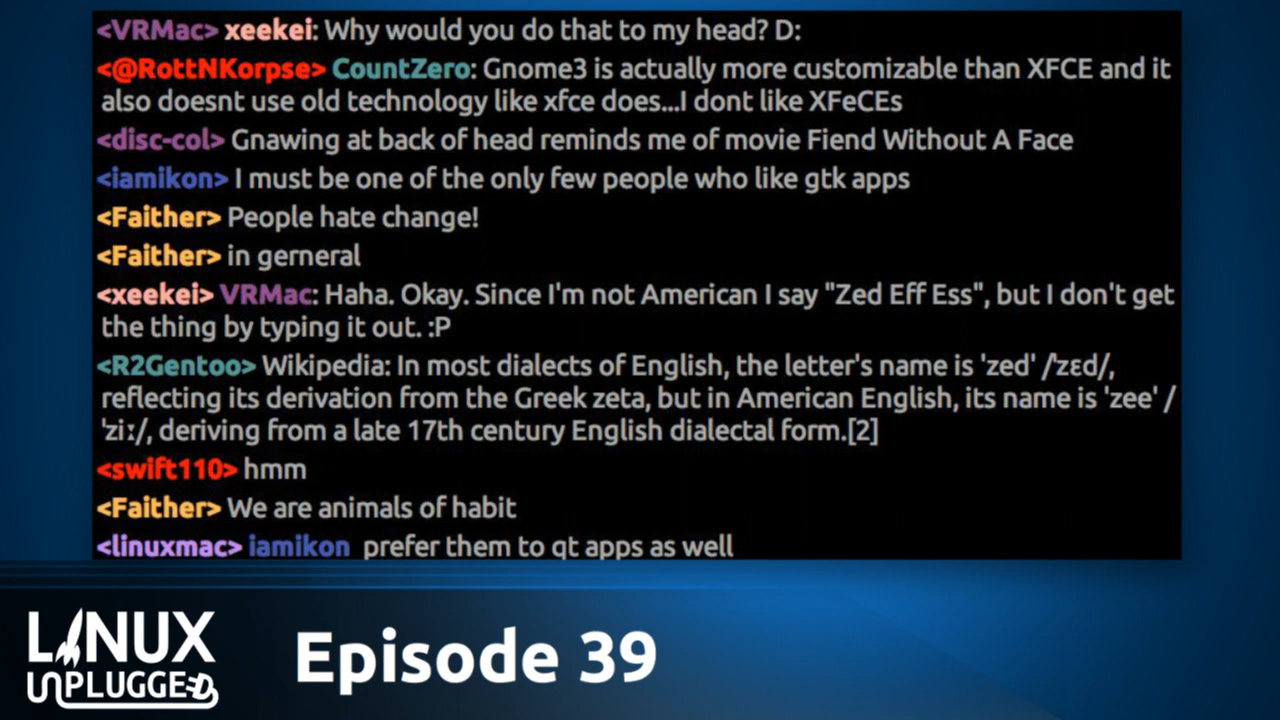 <VRMac> xeekei: Why would you do that to my head? D:
<@RottNKorpse> CountZero: Gnome3 is actually more customizable than XFCE and it
also doesnt use old technology like xfce does...I dont like XFeCEs
<disc-col> Gnawing at back of head reminds me of movie Fiend Without A Face
<iamikon> I must be one of the only few people who like gtk apps
<Faither> People hate change!
<Faither> in gerneral
<xeekei> VRMac: Haha. Okay. Since I'm not American I say "Zed Eff Ess", but I don't get
the thing by typing it out. :P
<R2Gentoo> Wikipedia: In most dialects of English, the letter's name is 'zed' /ˈzɛd/,
reflecting its derivation from the Greek zeta, but in American English, its name is 'zee' /
ˈziː/, deriving from a late 17th century English dialectal form.[2]
<swift110> hmm
<Faither> We are animals of habit
<linuxmac> iamikon  prefer them to qt apps as well
LINUX
UNPLUGGED
Episode 39